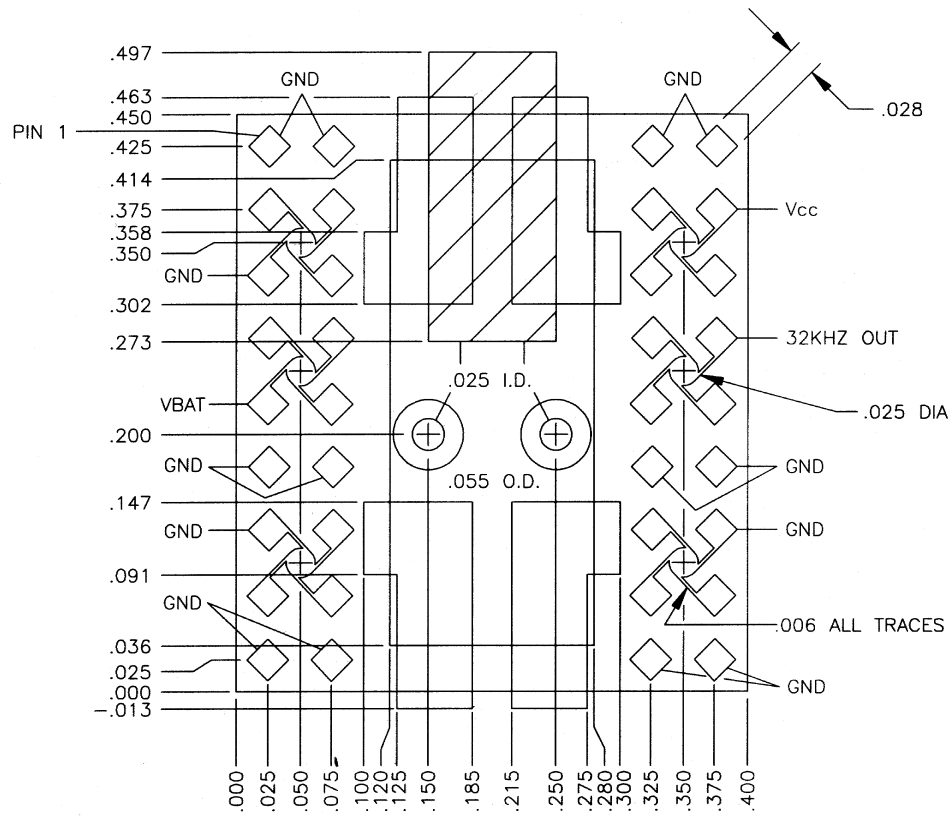 .497
GND
GND
.463
.450
.028
PIN 1
.425
.414
.375
Vcc
.358
.350
GND
.302
.273
32KHZ OUT
.025 I.D.
VBAT
.025 DIA
.200
GND
GND
.055 O.D.
.147
GND
GND
.091
GND
.006 ALL TRACES
.036
.025
GND
.000
-.013
.000
.025
.050
.075
.100
.120
.125
.150
.185
.215
.250
.275
.280
.300
.325
.350
.375
.400